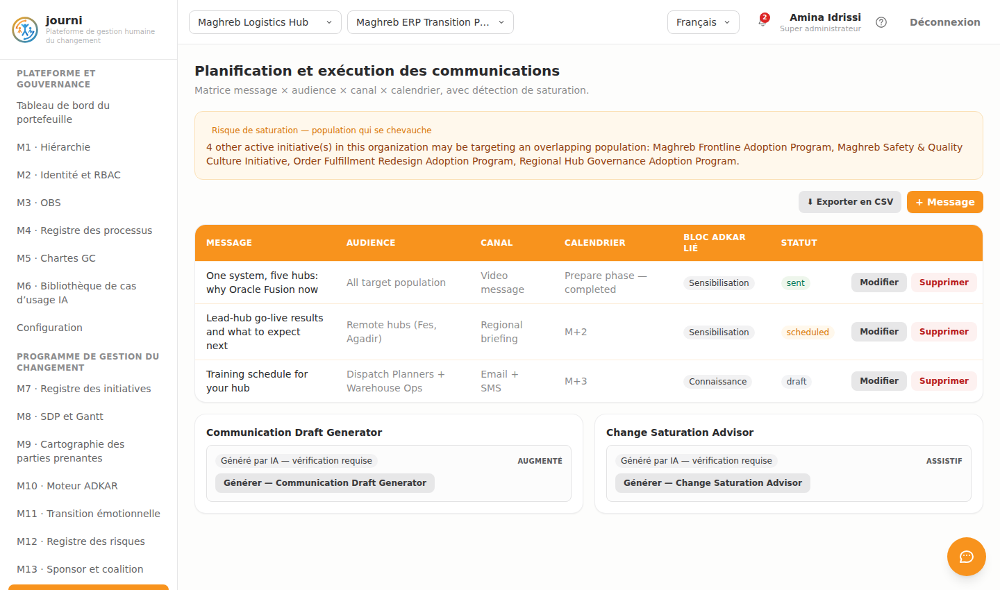 journi
Plateforme de gestion humaine
du changement
PLATEFORME ET
GOUVERNANCE
Tableau de bord du
portefeuille
M1 · Hiérarchie
M2 · Identité et RBAC
M3 · OBS
M4 · Registre des processus
M5 · Chartes GC
M6 · Bibliothèque de cas
d’usage IA
Configuration
PROGRAMME DE GESTION DU
CHANGEMENT
M7 · Registre des initiatives
M8 · SDP et Gantt
M9 · Cartographie des
parties prenantes
M10 · Moteur ADKAR
M11 · Transition émotionnelle
M12 · Registre des risques
M13 · Sponsor et coalition
Maghreb Logistics Hub
Maghreb ERP Transition P...
Français
2
Amina Idrissi
Super administrateur
Déconnexion
Planification et exécution des communications
Matrice message × audience × canal × calendrier, avec détection de saturation.
Risque de saturation — population qui se chevauche
4 other active initiative(s) in this organization may be targeting an overlapping population: Maghreb Frontline Adoption Program, Maghreb Safety & Quality
Culture Initiative, Order Fulfillment Redesign Adoption Program, Regional Hub Governance Adoption Program.
⬇ Exporter en CSV
+ Message
MESSAGE AUDIENCE CANAL CALENDRIER BLOC ADKAR LIÉ STATUT
One system, five hubs:
why Oracle Fusion now
All target population
Video
message
Prepare phase —
completed
Sensibilisation
sent
Modifier
Supprimer
Lead-hub go-live results
and what to expect
next
Remote hubs (Fes,
Agadir)
Regional
briefing
M+2
Sensibilisation
scheduled
Modifier
Supprimer
Training schedule for
your hub
Dispatch Planners +
Warehouse Ops
Email +
SMS
M+3
Connaissance
draft
Modifier
Supprimer
Communication Draft Generator
Généré par IA — vérification requise
AUGMENTÉ
Générer — Communication Draft Generator
Change Saturation Advisor
Généré par IA — vérification requise
ASSISTIF
Générer — Change Saturation Advisor